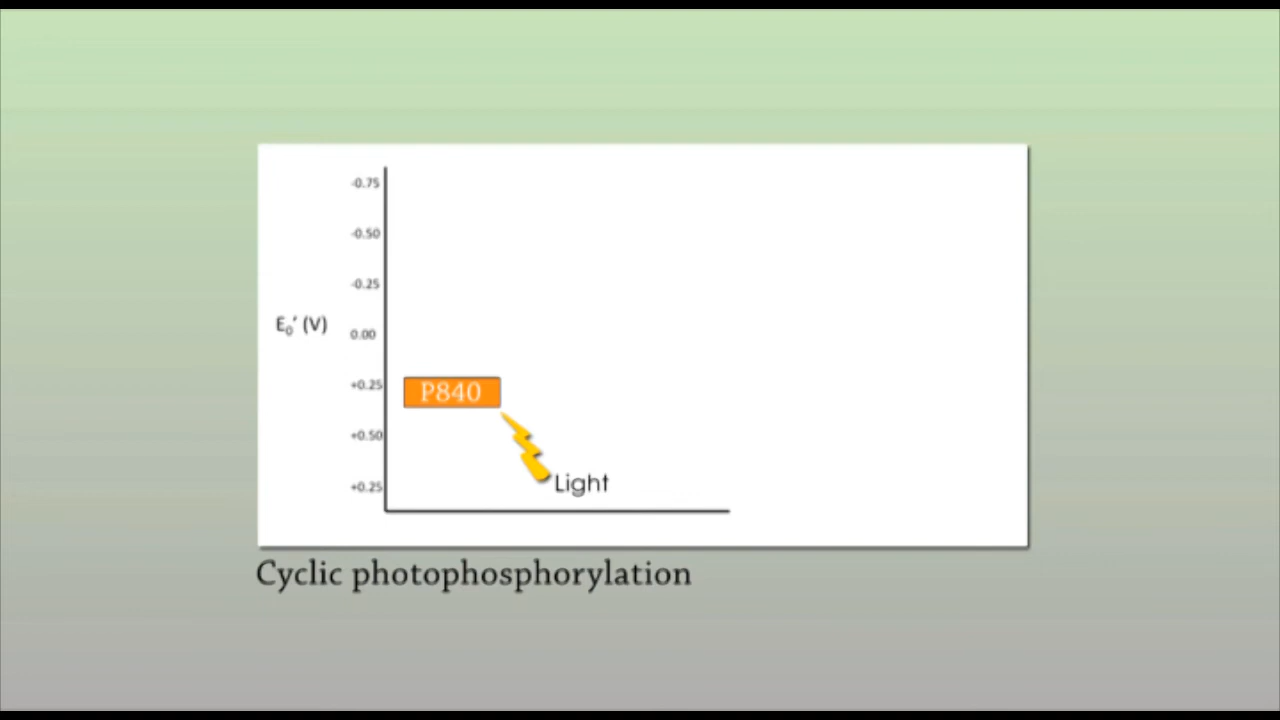 -0.75
-0.50
-0.25
E₀' (V)
0.00
+0.25
P840
+0.50
+0.25
Light
Cyclic photophosphorylation